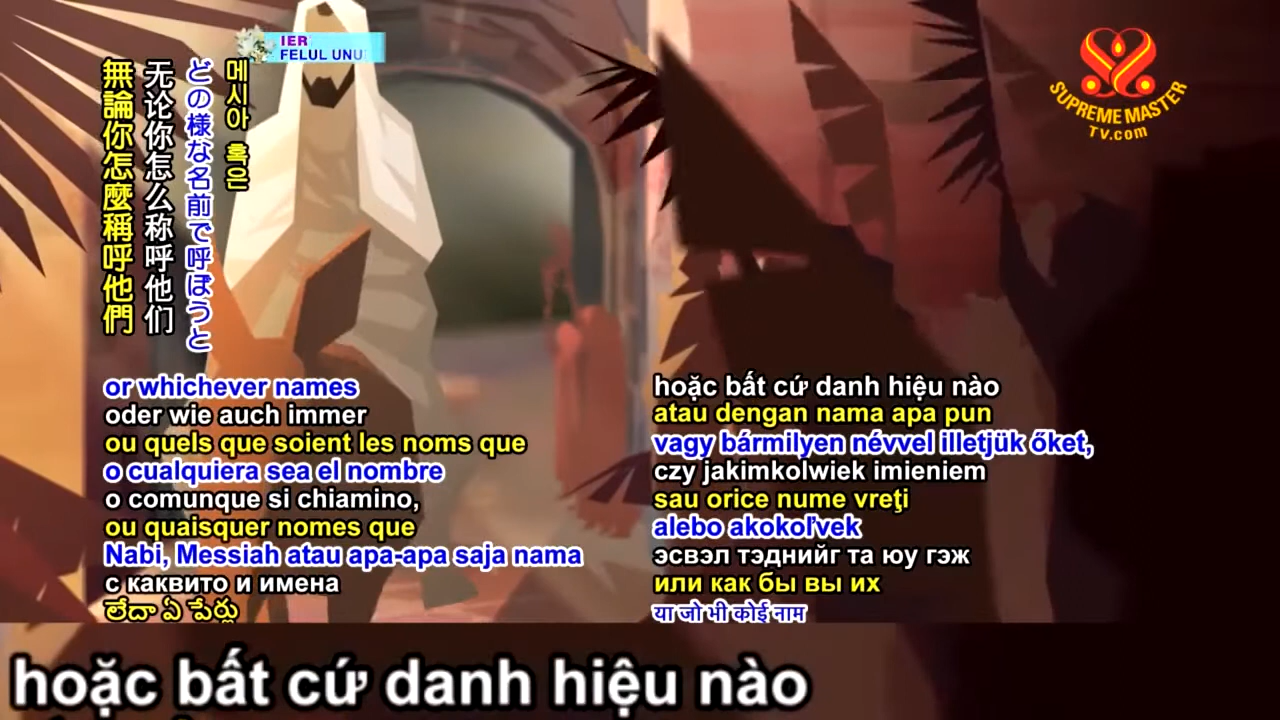 IER
FELUL UNU
SUPREME MASTER
TV.com
메시아 혹은
どの様な名前で呼ぼうと
无论你怎么称呼他们
無論你怎麼稱呼他們
or whichever names
oder wie auch immer
ou quels que soient les noms que
o cualquiera sea el nombre
o comunque si chiamino,
ou quaisquer nomes que
Nabi, Messiah atau apa-apa saja nama
с каквито и имена
లేదా ఏ పేర్లు
hoặc bất cứ danh hiệu nào
atau dengan nama apa pun
vagy bármilyen névvel illetjük őket,
czy jakimkolwiek imieniem
sau orice nume vreţi
alebo akokoľvek
эсвэл тэднийг та юу гэж
или как бы вы их
या जो भी कोई नाम
hoặc bất cứ danh hiệu nào